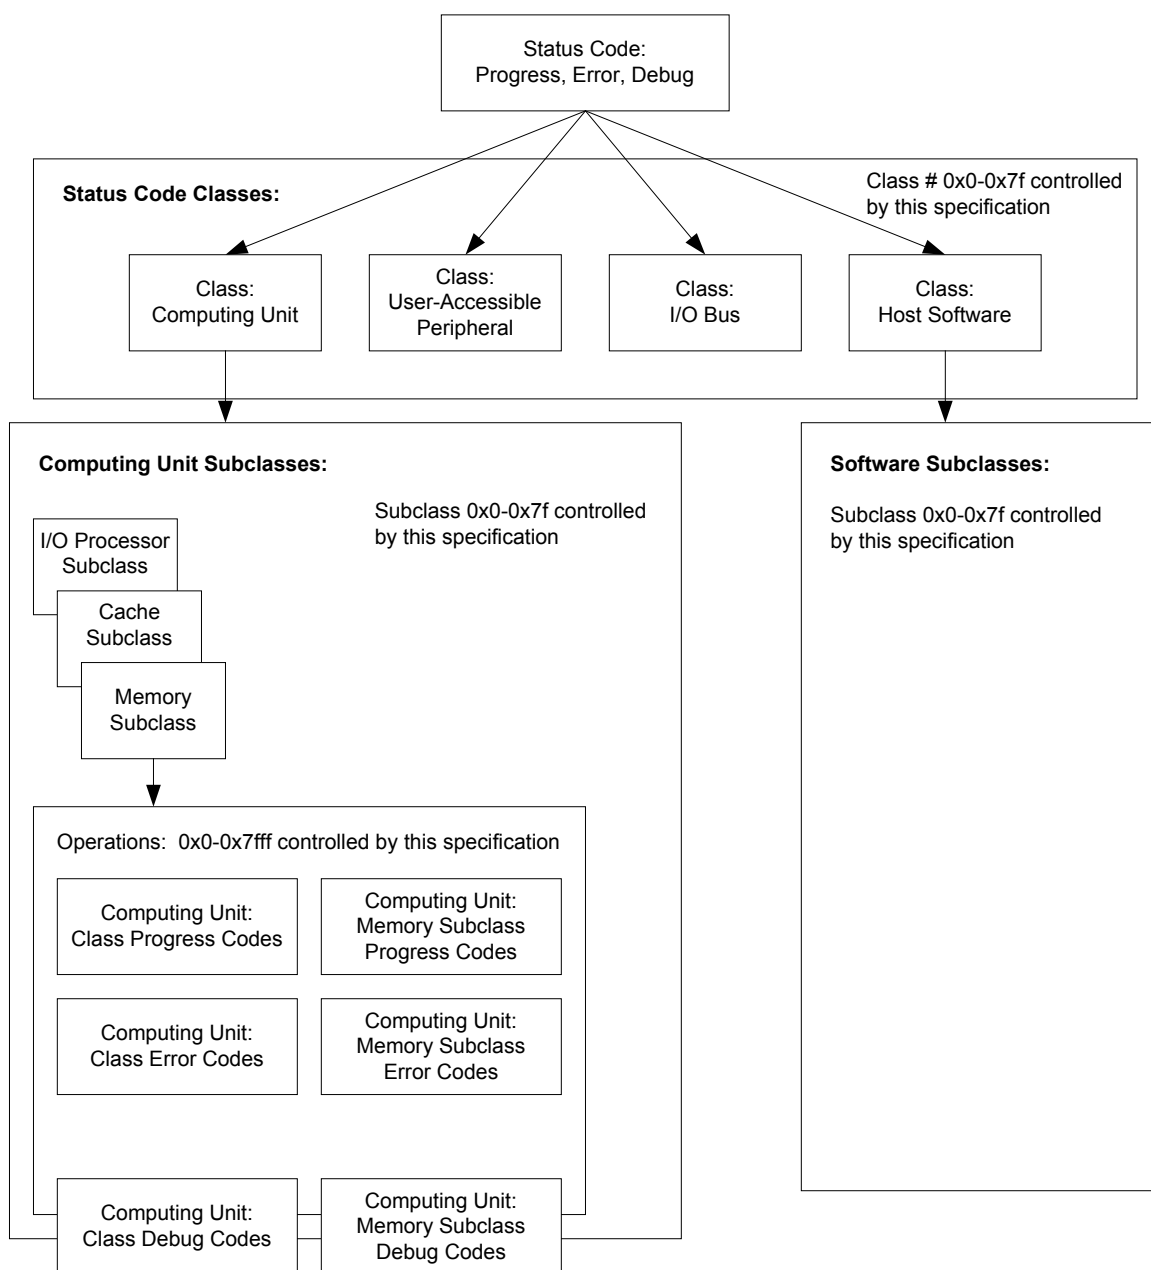 Status Code:
Progress, Error, Debug
Status Code Classes:
Class # 0x0-0x7f controlled
by this specification
Class:
Computing Unit
Class:
User-Accessible
Peripheral
Class:
I/O Bus
Class:
Host Software
Computing Unit Subclasses:
Subclass 0x0-0x7f controlled
by this specification
I/O Processor
Subclass
Cache
Subclass
Memory
Subclass
Operations:  0x0-0x7fff controlled by this specification
Computing Unit:
Class Progress Codes
Computing Unit:
Memory Subclass
Progress Codes
Computing Unit:
Class Error Codes
Computing Unit:
Memory Subclass
Error Codes
Computing Unit:
Class Debug Codes
Computing Unit:
Memory Subclass
Debug Codes
Software Subclasses:
Subclass 0x0-0x7f controlled
by this specification